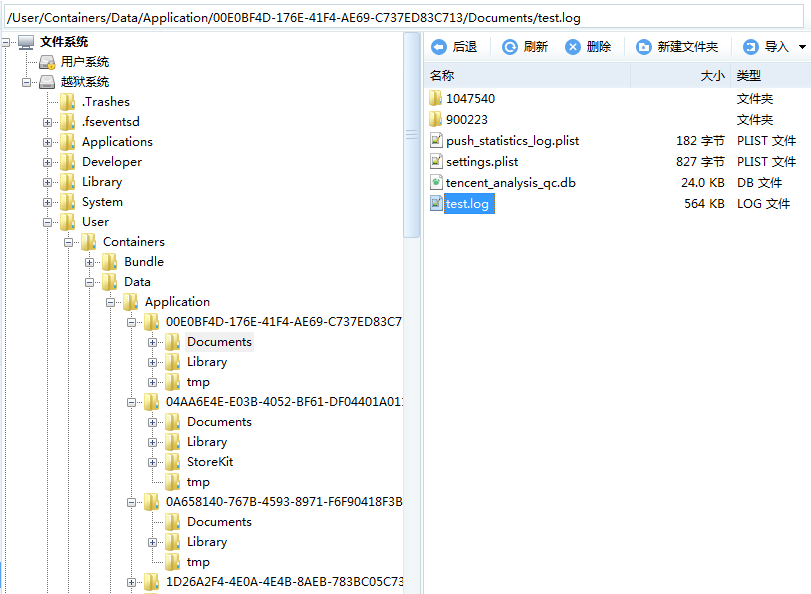 /User/Containers/Data/Application/00E0BF4D-176E-41F4-AE69-C737ED83C713/Documents/test.log
文件系统
用户系统
越狱系统
.Trashes
.fseventsd
Applications
Developer
Library
System
User
Containers
Bundle
Data
Application
00E0BF4D-176E-41F4-AE69-C737ED83C7
Documents
Library
tmp
04AA6E4E-E03B-4052-BF61-DF04401A01
Documents
Library
StoreKit
tmp
0A658140-767B-4593-8971-F6F90418F3B
Documents
Library
tmp
1D26A2F4-4E0A-4E4B-8AEB-783BC05C73
后退 刷新 删除 新建文件夹 导入
名称 大小 类型
1047540 文件夹
900223 文件夹
push_statistics_log.plist 182 字节 PLIST 文件
settings.plist 827 字节 PLIST 文件
tencent_analysis_qc.db 24.0 KB DB 文件
test.log 564 KB LOG 文件